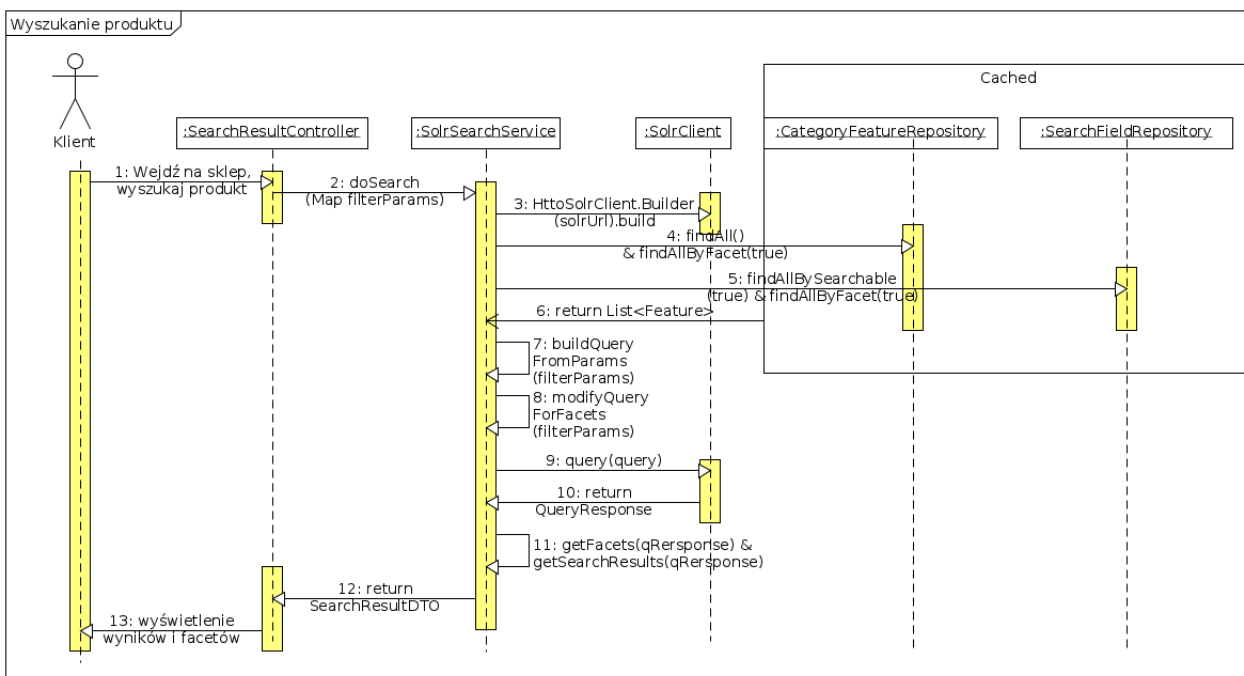 Wyszukanie produktu
Cached
Klient
:SearchResultController
:SolrSearchService
:SolrClient
:CategoryFeatureRepository
:SearchFieldRepository
1: Wejdź na sklep,
wyszukaj produkt
2: doSearch
(Map filterParams)
3: HttoSolrClient.Builder
(solrUrl).build
4: findAll()
& findAllByFacet(true)
5: findAllBySearchable
(true) & findAllByFacet(true)
6: return List<Feature>
7: buildQuery
FromParams
(filterParams)
8: modifyQuery
ForFacets
(filterParams)
9: query(query)
10: return
QueryResponse
11: getFacets(qRersponse) &
getSearchResults(qRersponse)
12: return
SearchResultDTO
13: wyświetlenie
wyników i facetów